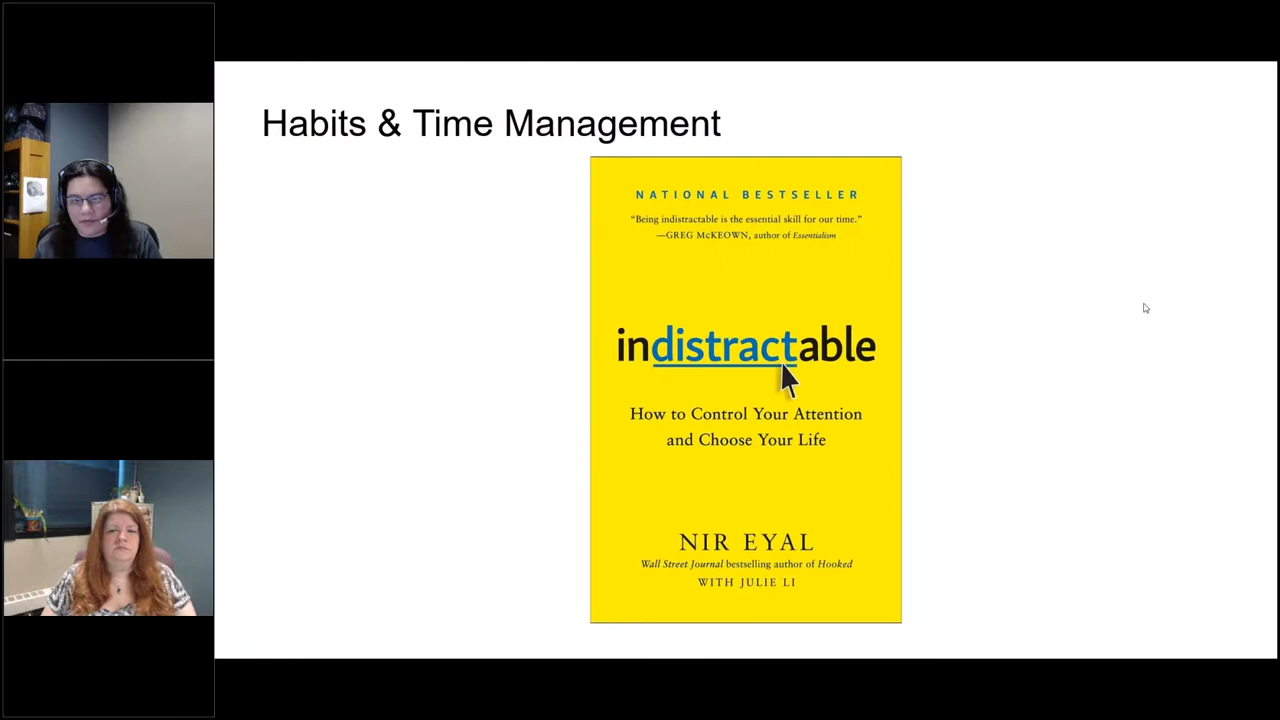 Habits & Time Management
NATIONAL BESTSELLER
“Being indistractable is the essential skill for our time.”
—GREG McKEOWN, author of Essentialism
indistractable
How to Control Your Attention
and Choose Your Life
NIR EYAL
Wall Street Journal bestselling author of Hooked
WITH JULIE LI